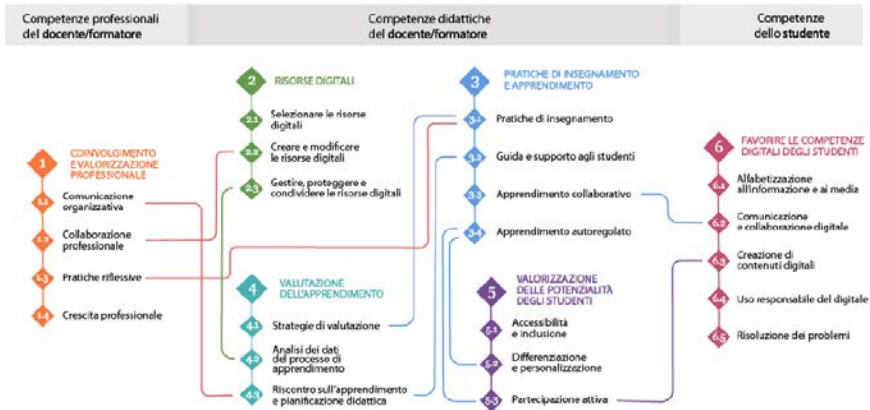 Competenze professionali
del docente/formatore
Competenze didattiche
del docente/formatore
Competenze
dello studente
1
COINVOLGIMENTO
E VALORIZZAZIONE
PROFESSIONALE
1.1
Comunicazione
organizzativa
1.2
Collaborazione
professionale
1.3
Pratiche riflessive
1.4
Crescita professionale
2
RISORSE DIGITALI
2.1
Selezionare le risorse
digitali
2.2
Creare e modificare
le risorse digitali
2.3
Gestire, proteggere e
condividere le risorse digitali
3
PRATICHE DI INSEGNAMENTO
E APPRENDIMENTO
3.1
Pratiche di insegnamento
3.2
Guida e supporto agli studenti
3.3
Apprendimento collaborativo
3.4
Apprendimento autoregolato
4
VALUTAZIONE
DELL'APPRENDIMENTO
4.1
Strategie di valutazione
4.2
Analisi dei dati
del processo di
apprendimento
4.3
Riscontro sull'apprendimento
e pianificazione didattica
5
VALORIZZAZIONE
DELLE POTENZIALITÀ
DEGLI STUDENTI
5.1
Accessibilità
e inclusione
5.2
Differenziazione
e personalizzazione
5.3
Partecipazione attiva
6
FAVORIRE LE COMPETENZE
DIGITALI DEGLI STUDENTI
6.1
Alfabetizzazione
all'informazione e ai media
6.2
Comunicazione
e collaborazione digitale
6.3
Creazione di
contenuti digitali
6.4
Uso responsabile del digitale
6.5
Risoluzione dei problemi